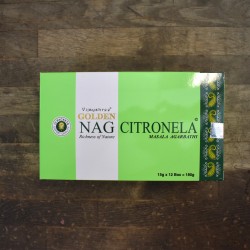 Vijayshree
GOLDEN
NAG CITRONELA®
Richness of Nature
MASALA AGARBATHI
15g x 12 Box = 180g